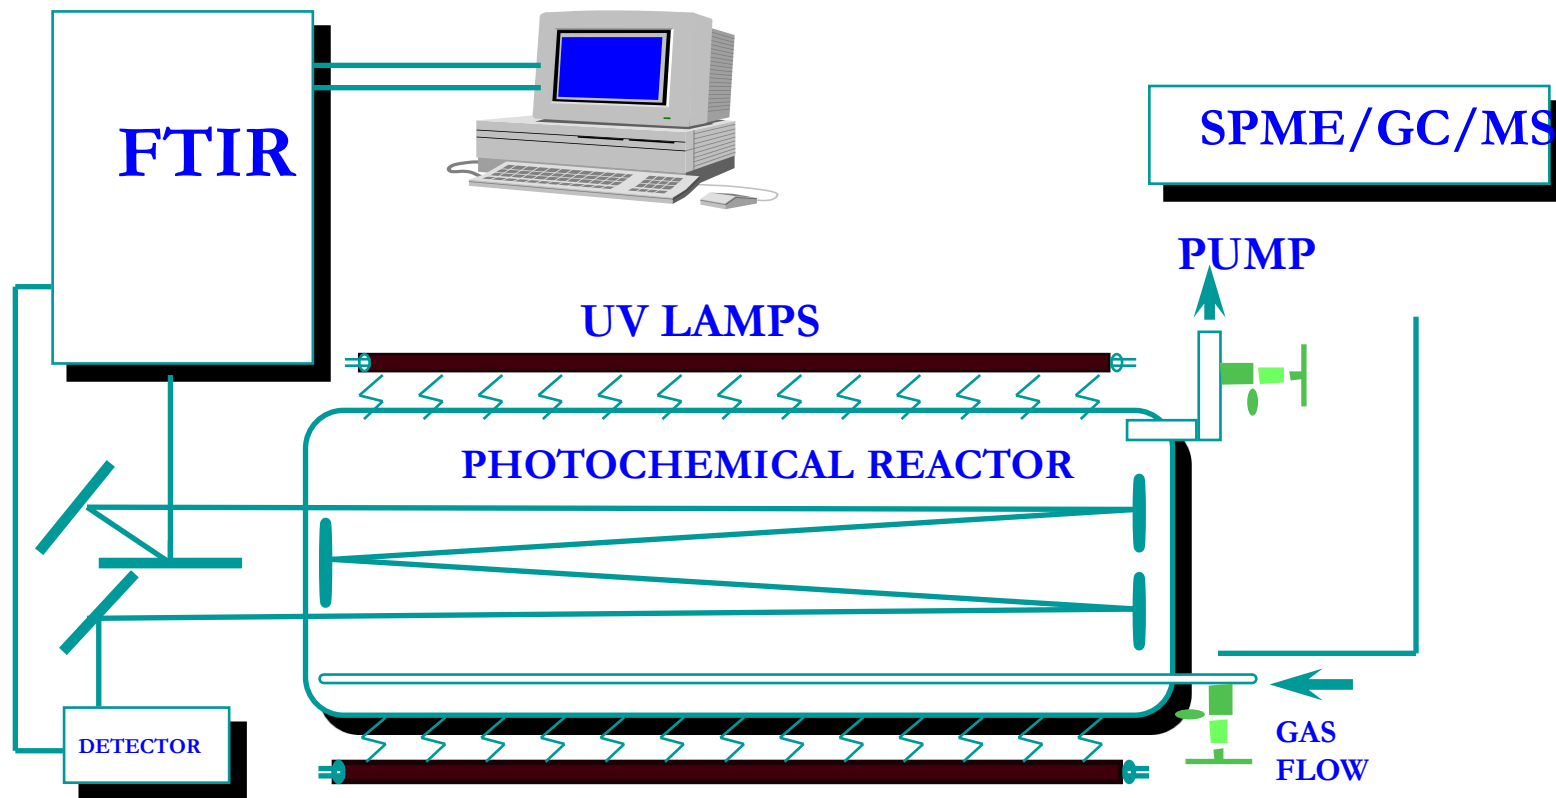 FTIR
SPME/GC/MS
PUMP
UV LAMPS
PHOTOCHEMICAL REACTOR
DETECTOR
GAS
FLOW